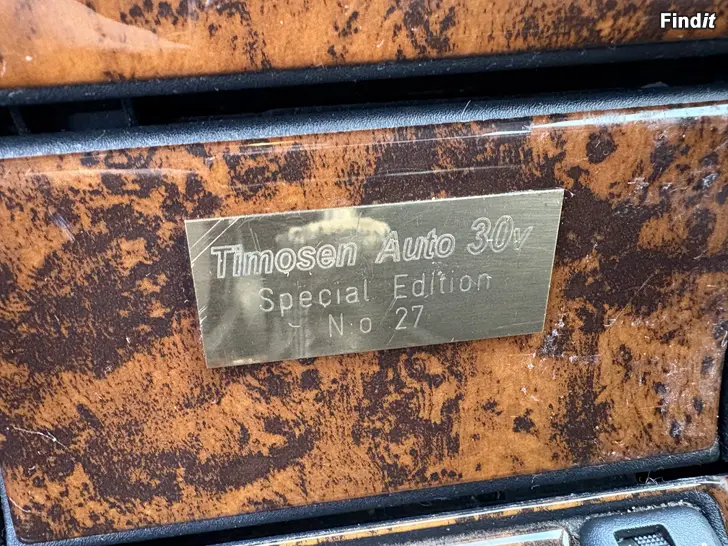 Findit
Timosen Auto 30v
Special Edition
No 27